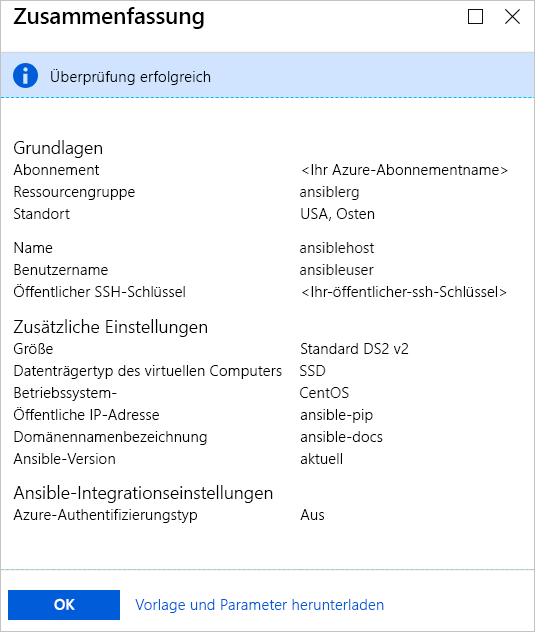 Zusammenfassung
Überprüfung erfolgreich
Grundlagen
Abonnement <Ihr Azure-Abonnementname>
Ressourcengruppe ansiblerg
Standort USA, Osten
Name ansiblehost
Benutzername ansibleuser
Öffentlicher SSH-Schlüssel <Ihr-öffentlicher-ssh-Schlüssel>
Zusätzliche Einstellungen
Größe Standard DS2 v2
Datenträgertyp des virtuellen Computers SSD
Betriebssystem- CentOS
Öffentliche IP-Adresse ansible-pip
Domänennamenbezeichnung ansible-docs
Ansible-Version aktuell
Ansible-Integrationseinstellungen
Azure-Authentifizierungstyp Aus
OK Vorlage und Parameter herunterladen